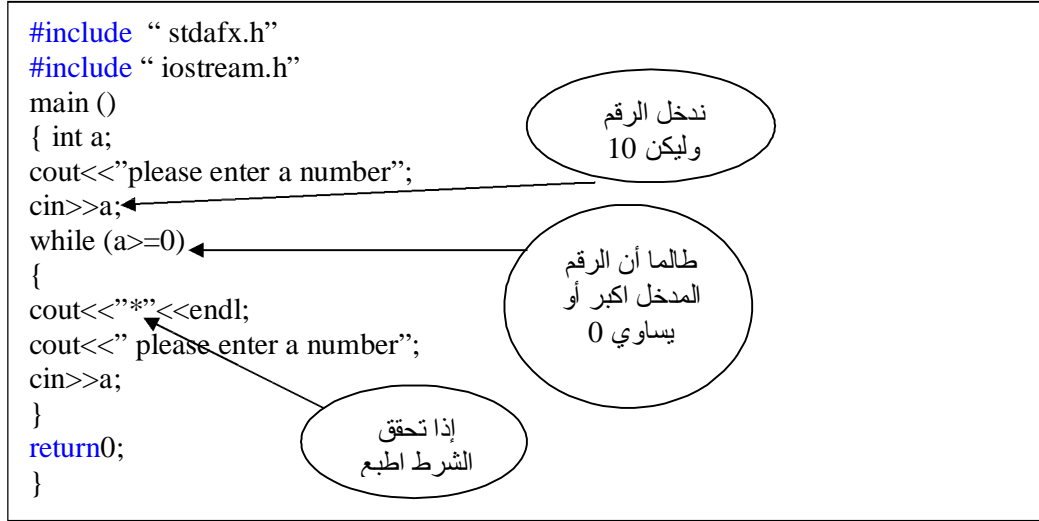 #include “ stdafx.h”
#include “ iostream.h”
main ()
{ int a;
cout<<”please enter a number”;
cin>>a;
while (a>=0)
{
cout<<”*”<<endl;
cout<<” please enter a number”;
cin>>a;
}
return0;
}
ندخل الرقم
وليكن 10
طالما أن الرقم
المدخل اكبر أو
يساوي 0
إذا تحقق
الشرط اطبع